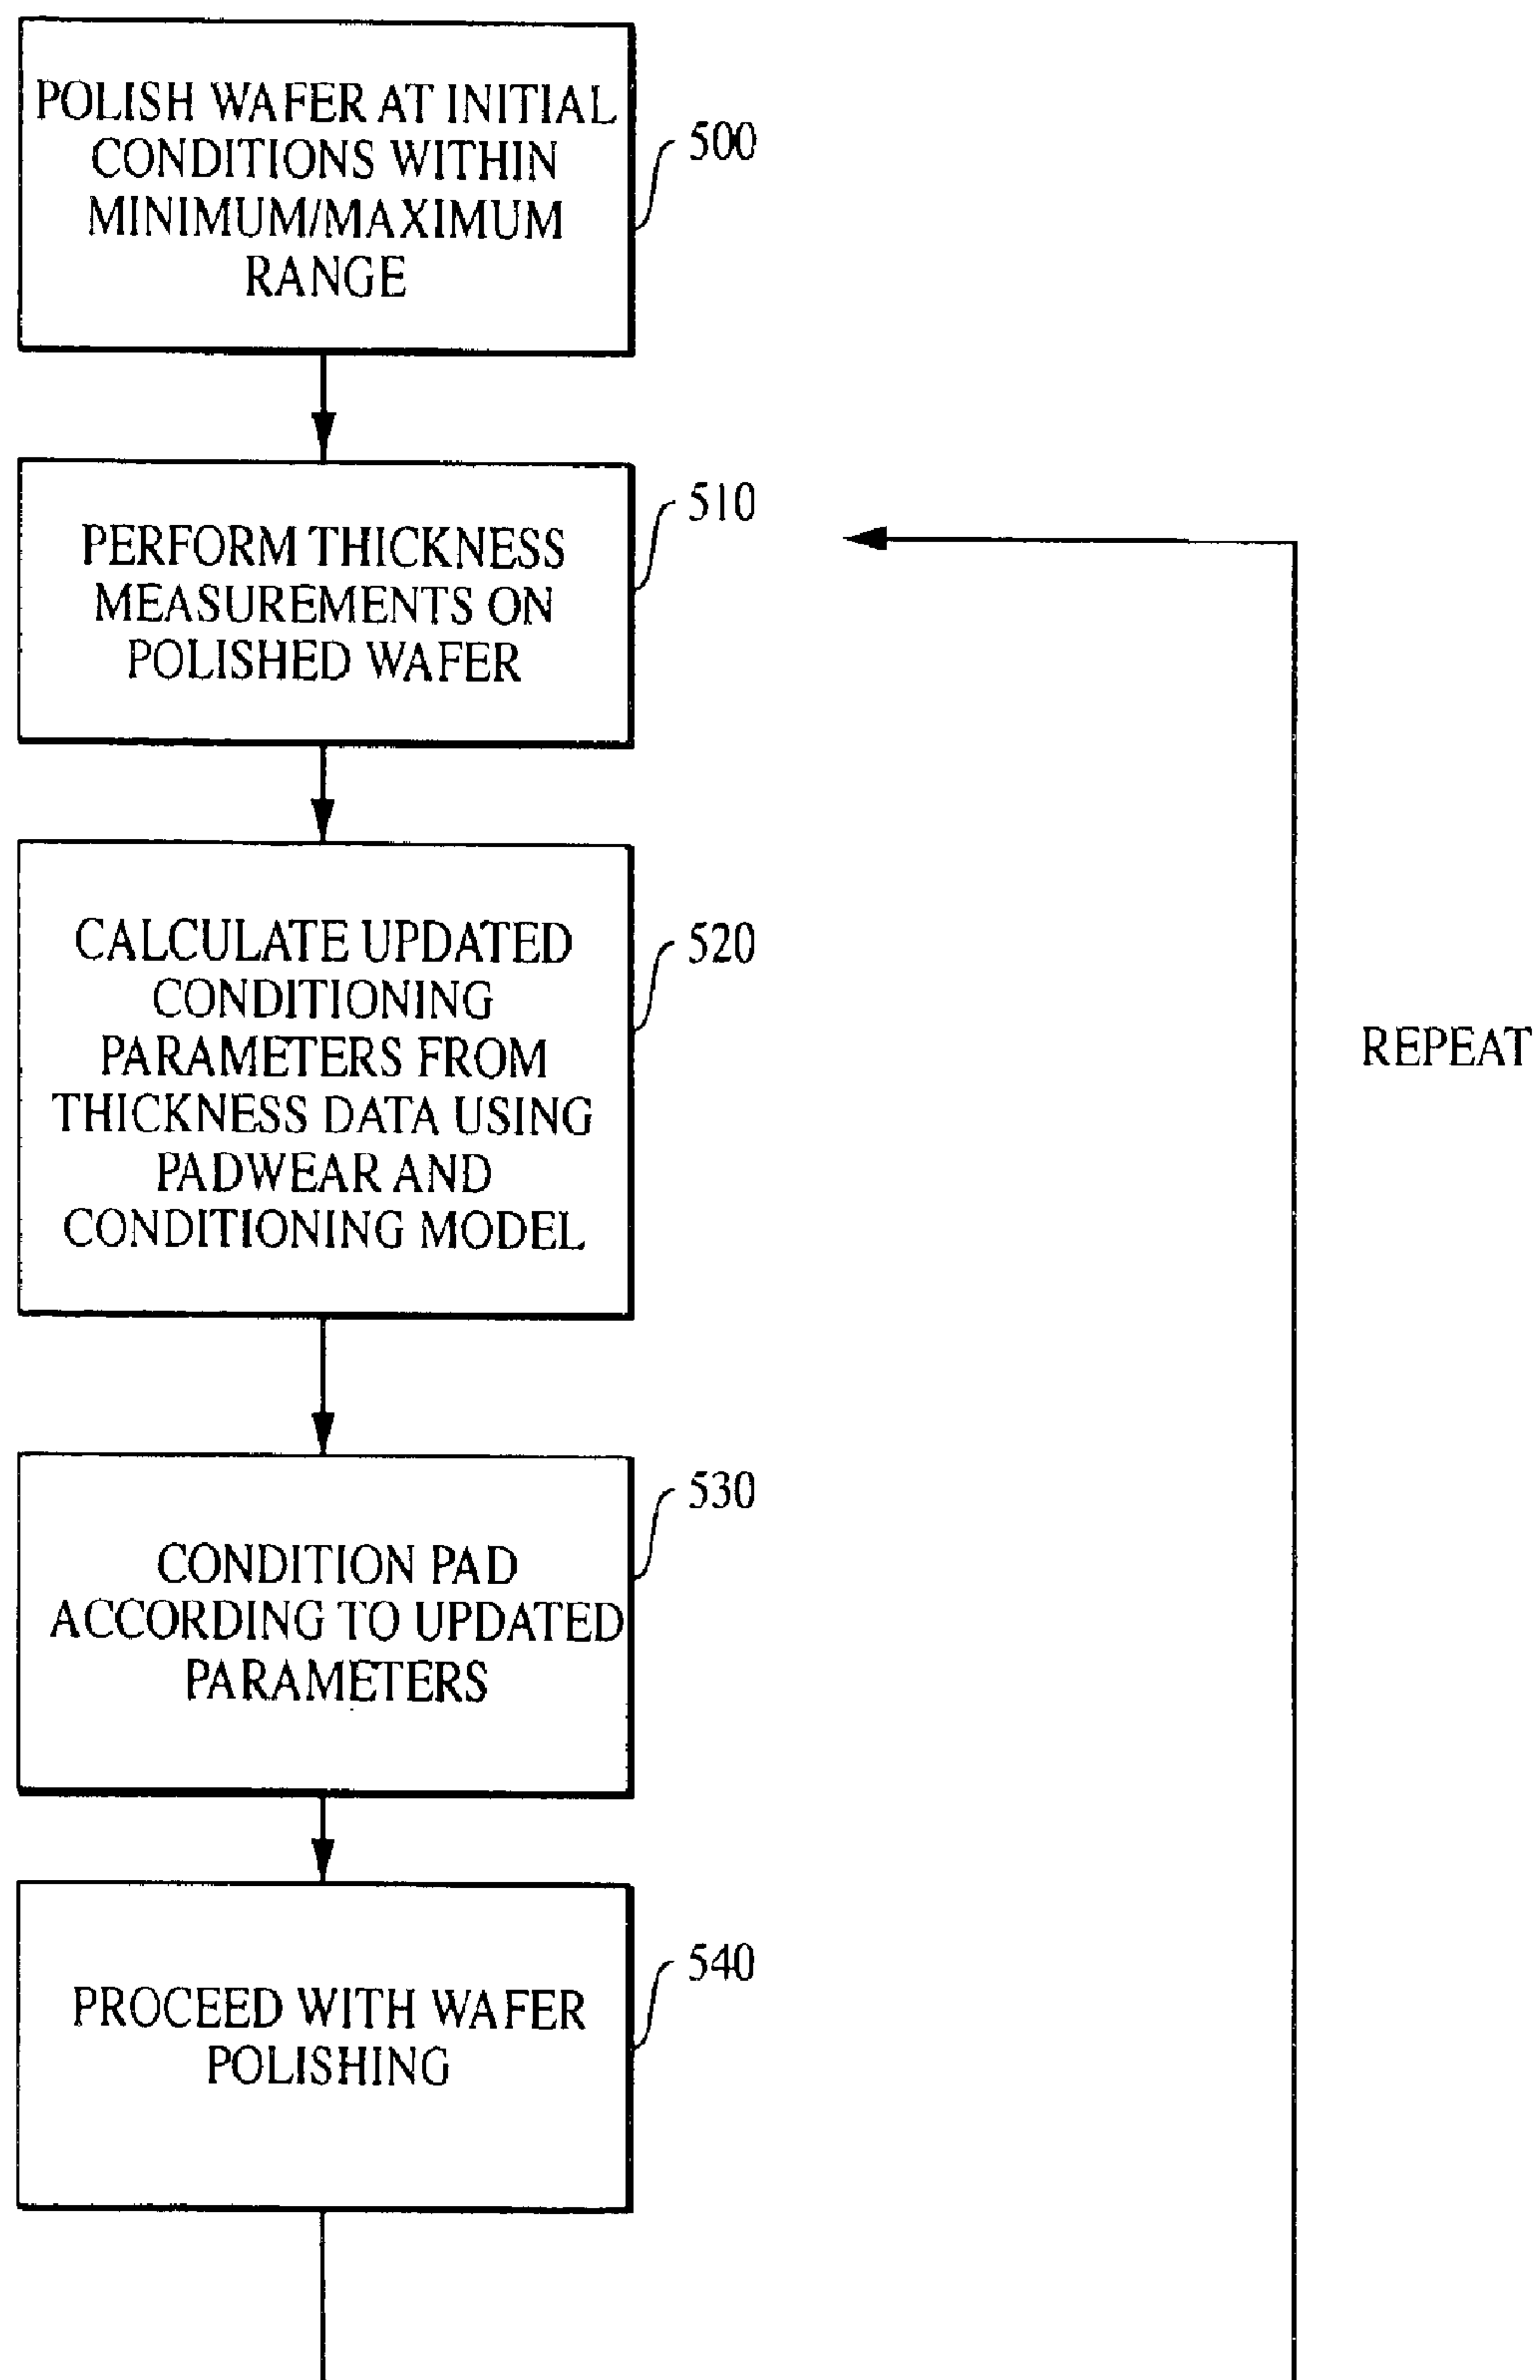 POLISH WAFER AT INITIAL
CONDITIONS WITHIN
MINIMUM/MAXIMUM
RANGE
500
PERFORM THICKNESS
MEASUREMENTS ON
POLISHED WAFER
510
CALCULATE UPDATED
CONDITIONING
PARAMETERS FROM
THICKNESS DATA USING
PADWEAR AND
CONDITIONING MODEL
520
REPEAT
CONDITION PAD
ACCORDING TO UPDATED
PARAMETERS
530
PROCEED WITH WAFER
POLISHING
540